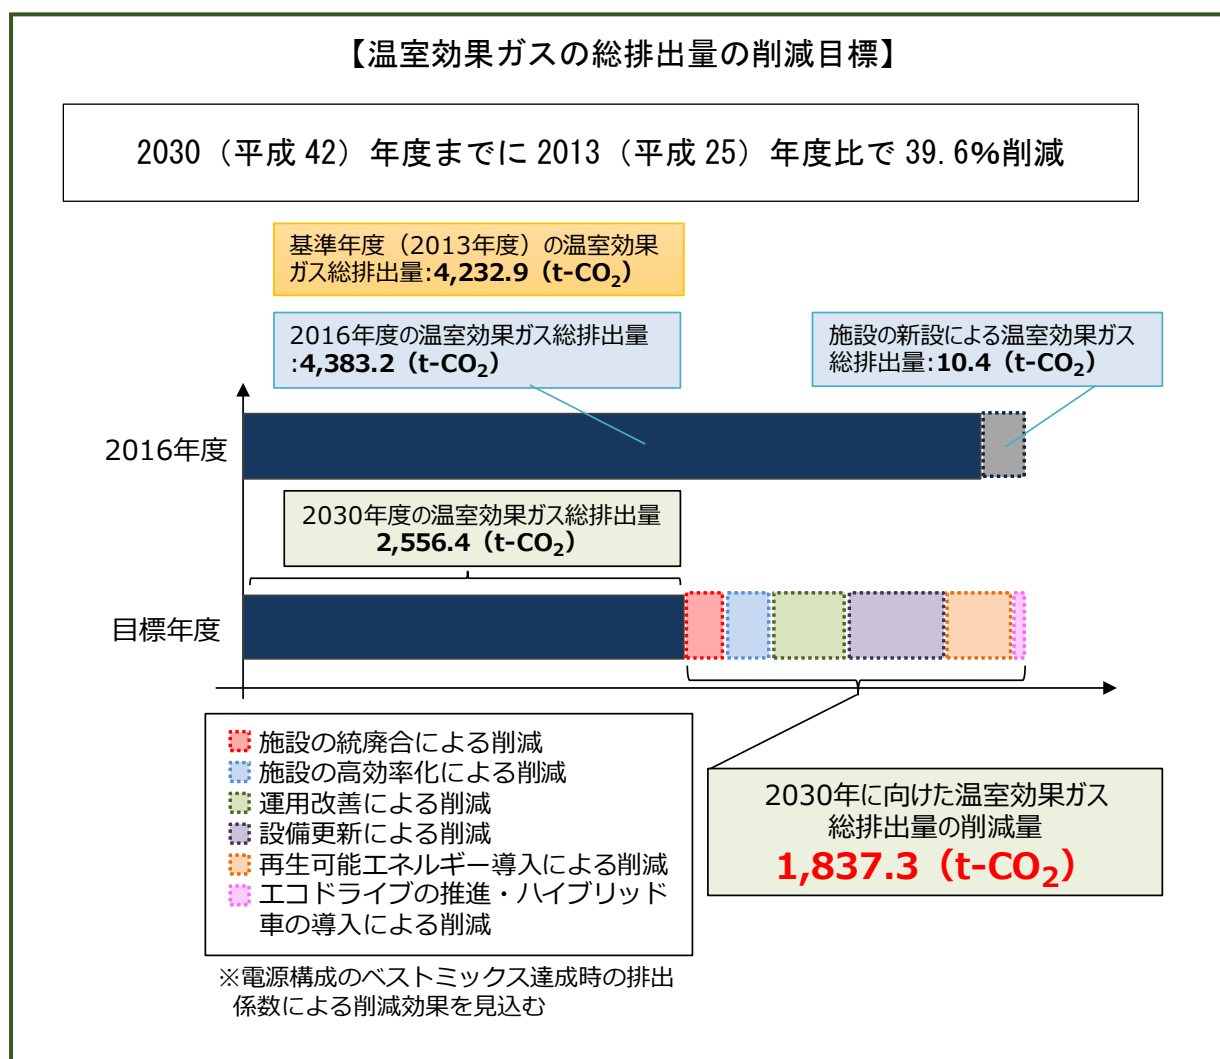 【温室効果ガスの総排出量の削減目標】
2030（平成 42）年度までに 2013（平成 25）年度比で 39.6%削減
基準年度（2013年度）の温室効果
ガス総排出量:4,232.9（t-CO₂）
2016年度の温室効果ガス総排出量
:4,383.2（t-CO₂）
施設の新設による温室効果ガス
総排出量:10.4（t-CO₂）
2016年度
2030年度の温室効果ガス総排出量
2,556.4（t-CO₂）
目標年度
施設の統廃合による削減
施設の高効率化による削減
運用改善による削減
設備更新による削減
再生可能エネルギー導入による削減
エコドライブの推進・ハイブリッド
車の導入による削減
2030年に向けた温室効果ガス
総排出量の削減量
1,837.3（t-CO₂）
※電源構成のベストミックス達成時の排出
係数による削減効果を見込む